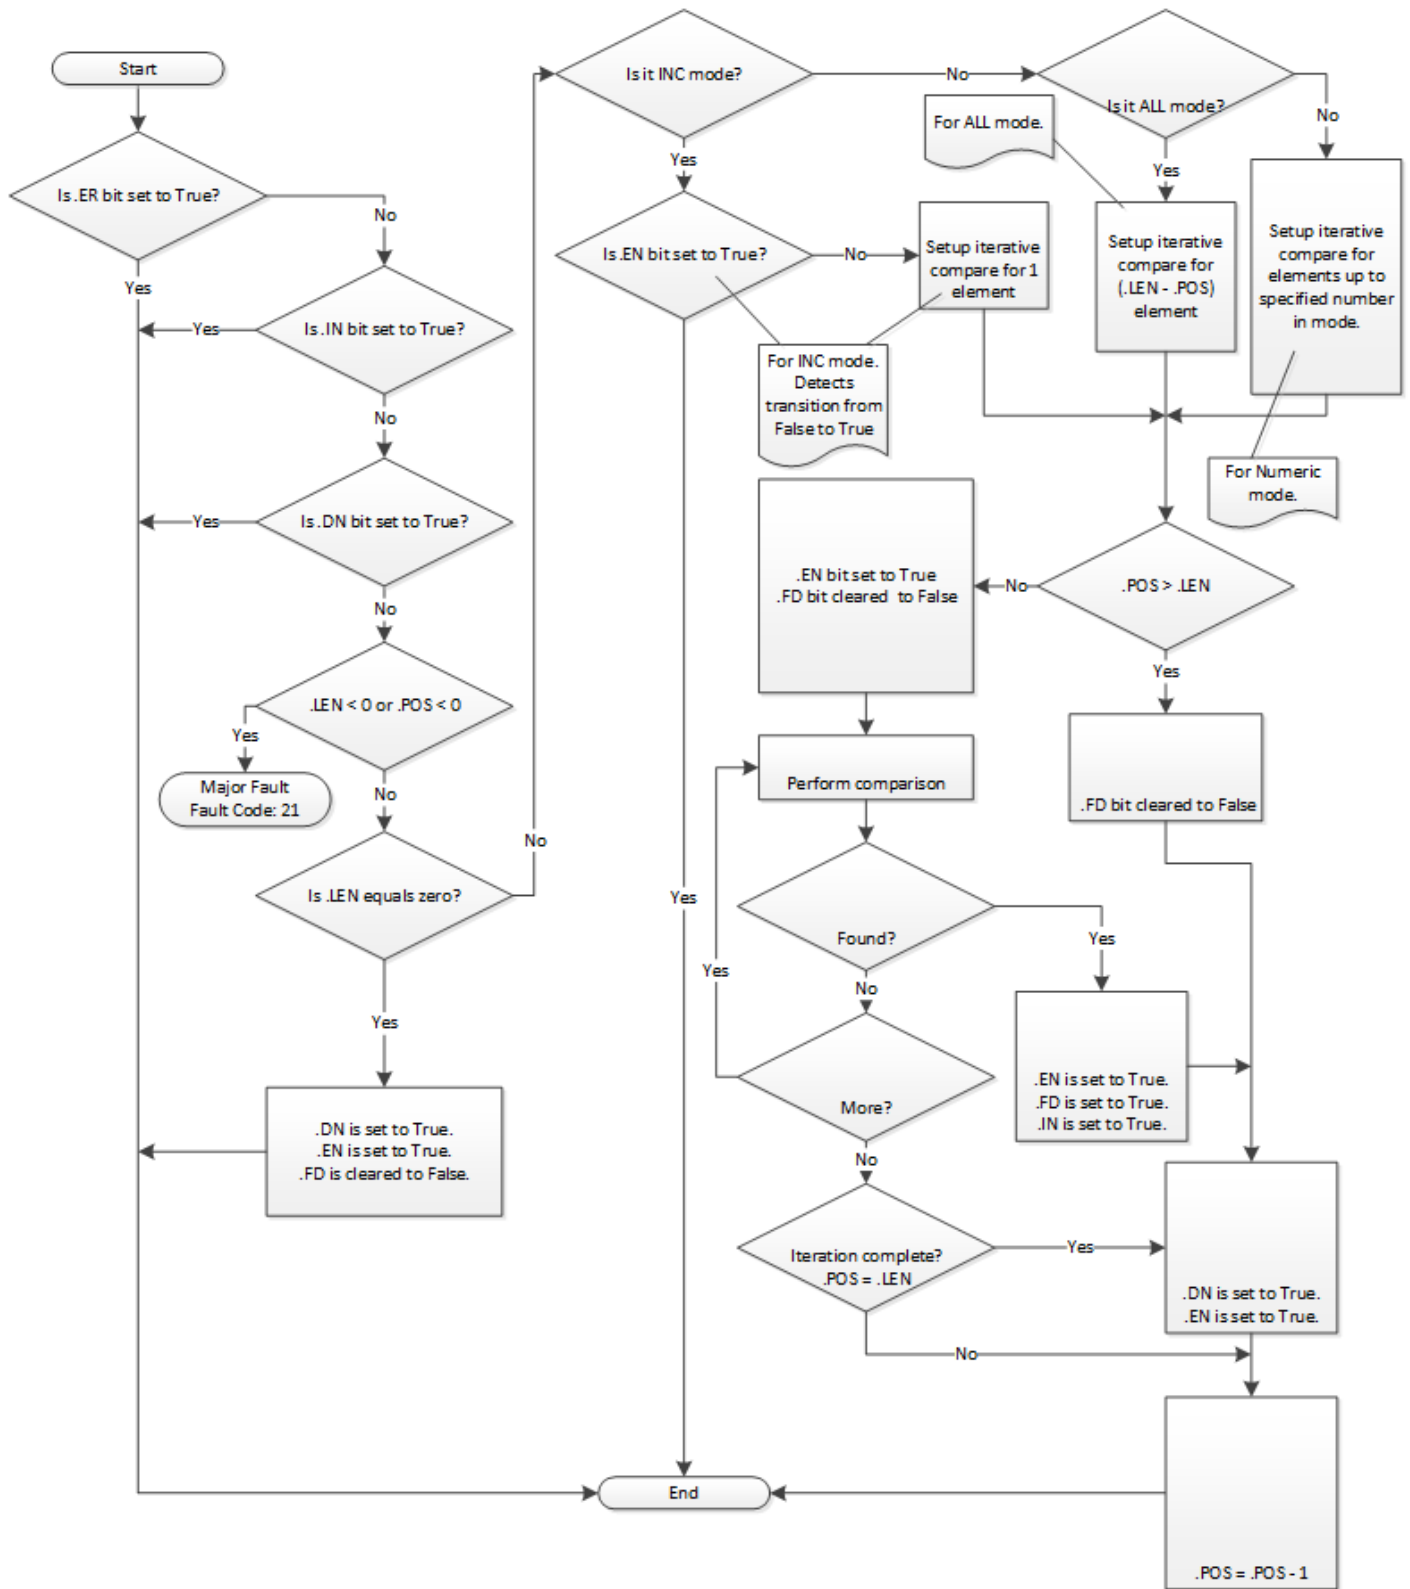 Start
Is .ER bit set to True?
No
Yes
Is .IN bit set to True?
Yes
No
Is .DN bit set to True?
Yes
No
.LEN < 0 or .POS < 0
Yes
Major Fault
Fault Code: 21
No
Is .LEN equals zero?
No
Yes
.DN is set to True.
.EN is set to True.
.FD is cleared to False.
Is it INC mode?
No
Yes
Is it ALL mode?
No
Yes
For ALL mode.
Is .EN bit set to True?
No
Setup iterative
compare for 1
element
Setup iterative
compare for
(.LEN - .POS)
element
Setup iterative
compare for
elements up to
specified number
in mode.
For INC mode.
Detects
transition from
False to True
For Numeric
mode.
.EN bit set to True
.FD bit cleared to False
No
.POS > .LEN
Yes
.FD bit cleared to False
Perform comparison
Yes
Found?
Yes
No
Yes
More?
.EN is set to True.
.FD is set to True.
.IN is set to True.
No
Iteration complete?
.POS = .LEN
Yes
.DN is set to True.
.EN is set to True.
No
End
.POS = .POS - 1